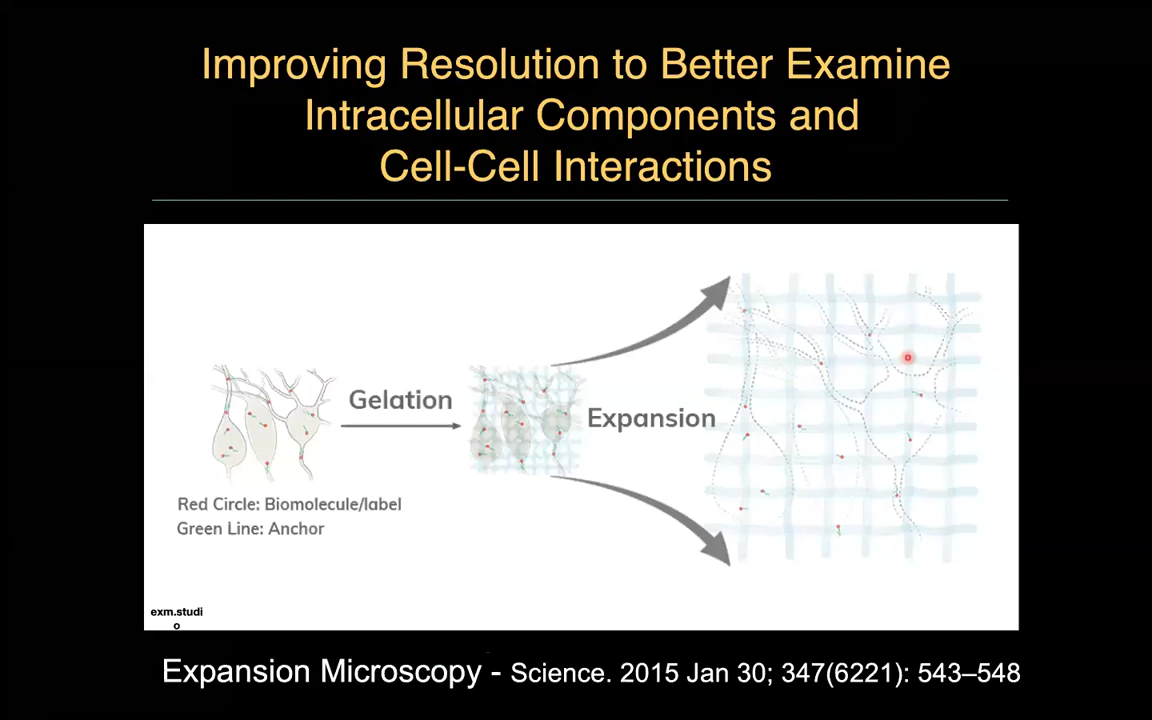 Improving Resolution to Better Examine
Intracellular Components and
Cell-Cell Interactions
Gelation
Expansion
Red Circle: Biomolecule/label
Green Line: Anchor
exm.studi
o
Expansion Microscopy - Science. 2015 Jan 30; 347(6221): 543–548